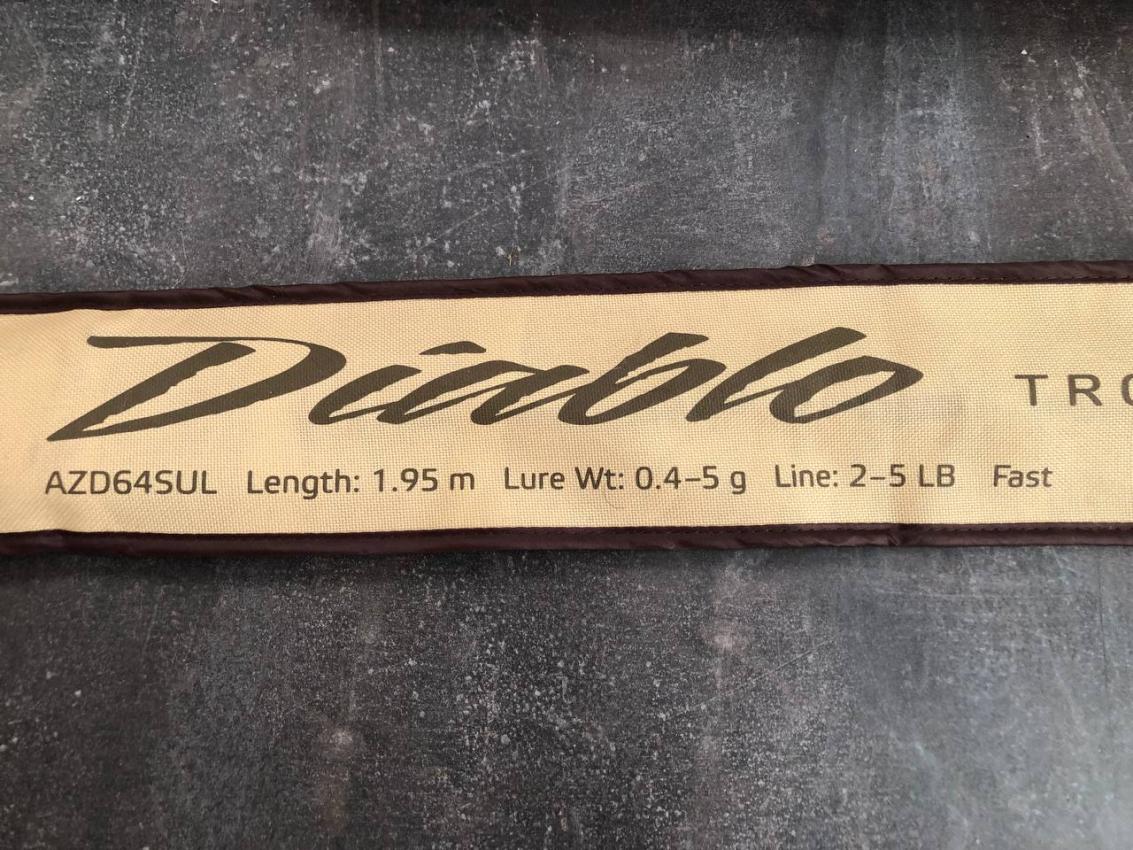 Diablo
AZD64SUL Length: 1.95 m Lure Wt: 0.4–5 g Line: 2–5 LB Fast